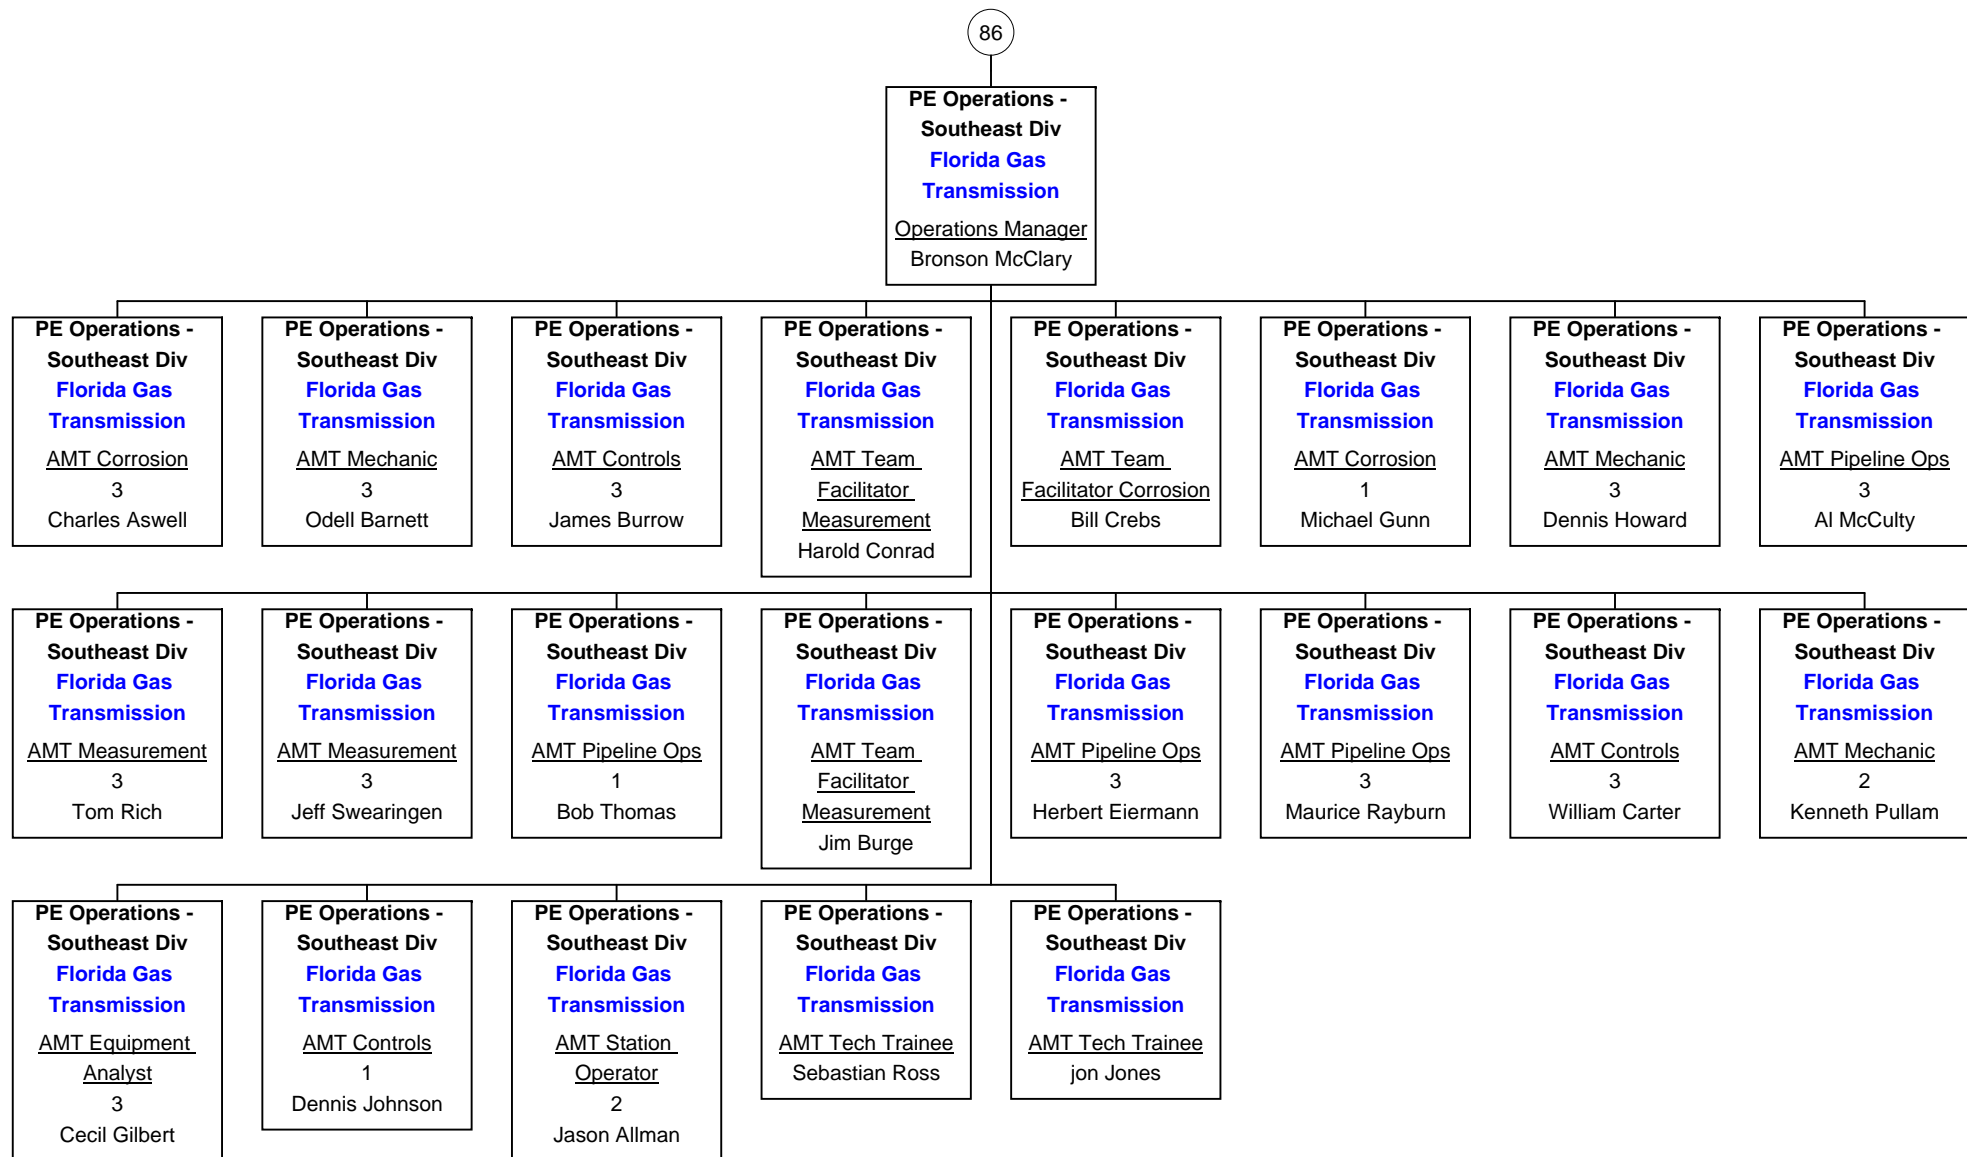 86
PE Operations -
Southeast Div
Florida Gas
Transmission
Operations Manager
Bronson McClary
PE Operations -
Southeast Div
Florida Gas
Transmission
AMT Corrosion
3
Charles Aswell
PE Operations -
Southeast Div
Florida Gas
Transmission
AMT Mechanic
3
Odell Barnett
PE Operations -
Southeast Div
Florida Gas
Transmission
AMT Controls
3
James Burrow
PE Operations -
Southeast Div
Florida Gas
Transmission
AMT Team
Facilitator
Measurement
Harold Conrad
PE Operations -
Southeast Div
Florida Gas
Transmission
AMT Team
Facilitator Corrosion
Bill Crebs
PE Operations -
Southeast Div
Florida Gas
Transmission
AMT Corrosion
1
Michael Gunn
PE Operations -
Southeast Div
Florida Gas
Transmission
AMT Mechanic
3
Dennis Howard
PE Operations -
Southeast Div
Florida Gas
Transmission
AMT Pipeline Ops
3
Al McCulty
PE Operations -
Southeast Div
Florida Gas
Transmission
AMT Measurement
3
Tom Rich
PE Operations -
Southeast Div
Florida Gas
Transmission
AMT Measurement
3
Jeff Swearingen
PE Operations -
Southeast Div
Florida Gas
Transmission
AMT Pipeline Ops
1
Bob Thomas
PE Operations -
Southeast Div
Florida Gas
Transmission
AMT Team
Facilitator
Measurement
Jim Burge
PE Operations -
Southeast Div
Florida Gas
Transmission
AMT Pipeline Ops
3
Herbert Eiermann
PE Operations -
Southeast Div
Florida Gas
Transmission
AMT Pipeline Ops
3
Maurice Rayburn
PE Operations -
Southeast Div
Florida Gas
Transmission
AMT Controls
3
William Carter
PE Operations -
Southeast Div
Florida Gas
Transmission
AMT Mechanic
2
Kenneth Pullam
PE Operations -
Southeast Div
Florida Gas
Transmission
AMT Equipment
Analyst
3
Cecil Gilbert
PE Operations -
Southeast Div
Florida Gas
Transmission
AMT Controls
1
Dennis Johnson
PE Operations -
Southeast Div
Florida Gas
Transmission
AMT Station
Operator
2
Jason Allman
PE Operations -
Southeast Div
Florida Gas
Transmission
AMT Tech Trainee
Sebastian Ross
PE Operations -
Southeast Div
Florida Gas
Transmission
AMT Tech Trainee
jon Jones